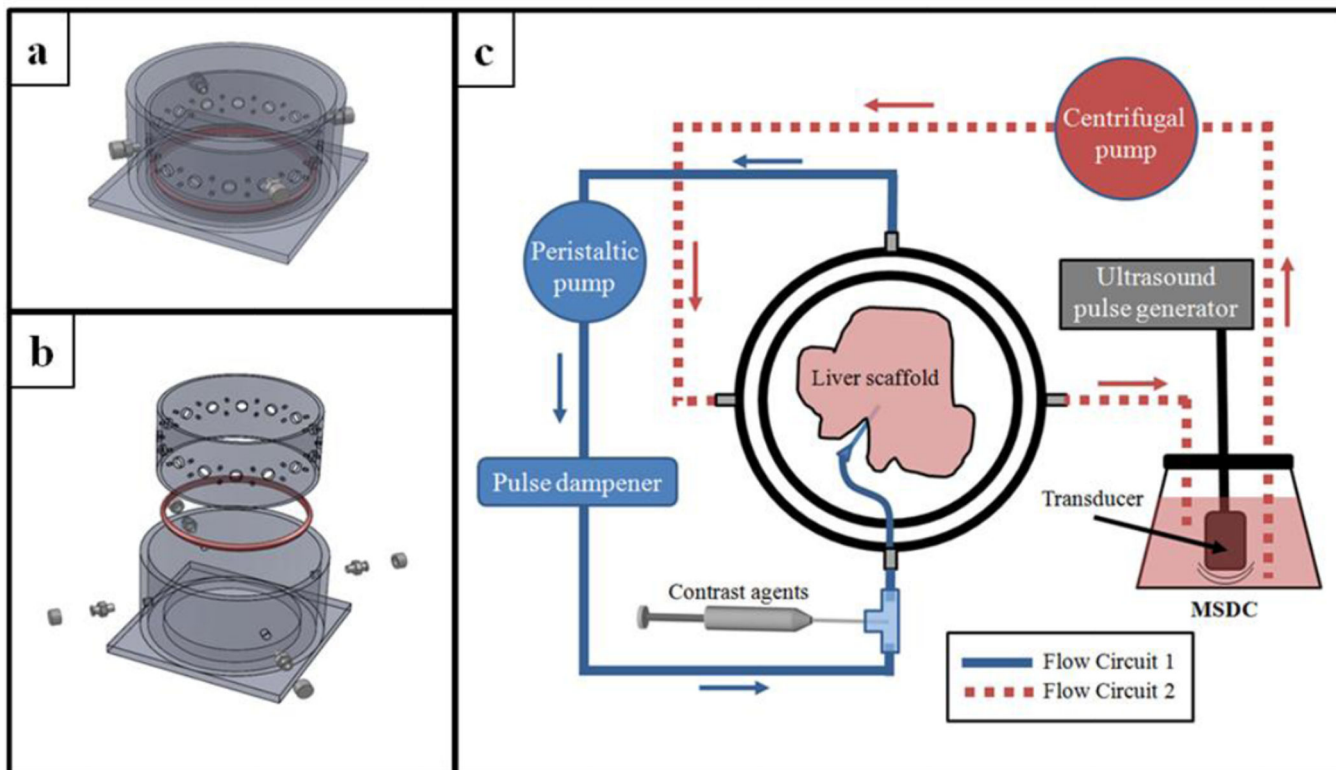 a
b
c
Centrifugal
pump
Peristaltic
pump
Ultrasound
pulse generator
Liver scaffold
Pulse dampener
Transducer
Contrast agents
MSDC
Flow Circuit 1
Flow Circuit 2